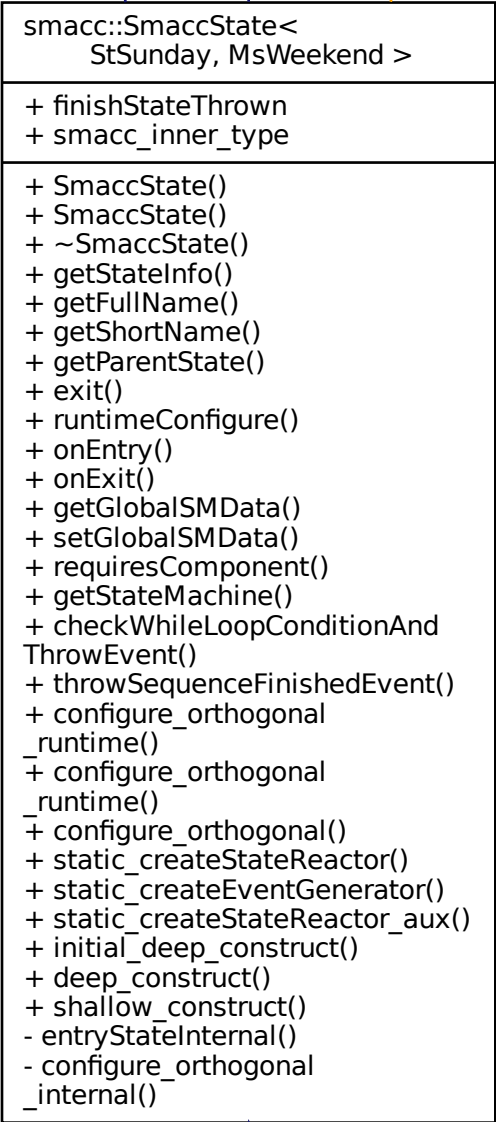 smacc::SmaccState<
StSunday, MsWeekend >
+ finishStateThrown
+ smacc_inner_type
+ SmaccState()
+ SmaccState()
+ ~SmaccState()
+ getStateInfo()
+ getFullName()
+ getShortName()
+ getParentState()
+ exit()
+ runtimeConfigure()
+ onEntry()
+ onExit()
+ getGlobalSMData()
+ setGlobalSMData()
+ requiresComponent()
+ getStateMachine()
+ checkWhileLoopConditionAnd
ThrowEvent()
+ throwSequenceFinishedEvent()
+ configure_orthogonal
_runtime()
+ configure_orthogonal
_runtime()
+ configure_orthogonal()
+ static_createStateReactor()
+ static_createEventGenerator()
+ static_createStateReactor_aux()
+ initial_deep_construct()
+ deep_construct()
+ shallow_construct()
- entryStateInternal()
- configure_orthogonal
_internal()